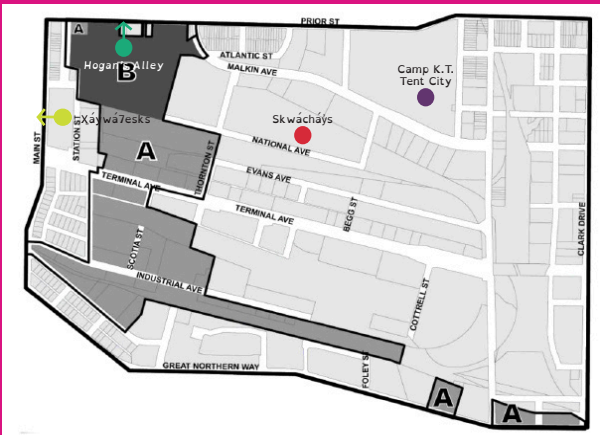 PRIOR ST
A
ATLANTIC ST
Hogan's Alley
B
MALKIN AVE
Camp K.T.
Tent City
X̱áywá7esks
Skwácháy̓s
MAIN ST
STATION ST
NATIONAL AVE
A
THORNTON ST
EVANS AVE
TERMINAL AVE
TERMINAL AVE
BEGG ST
CLARK DRIVE
SCOTIA ST
INDUSTRIAL AVE
COTTRELL ST
GREAT NORTHERN WAY
FOLEY ST
A
A